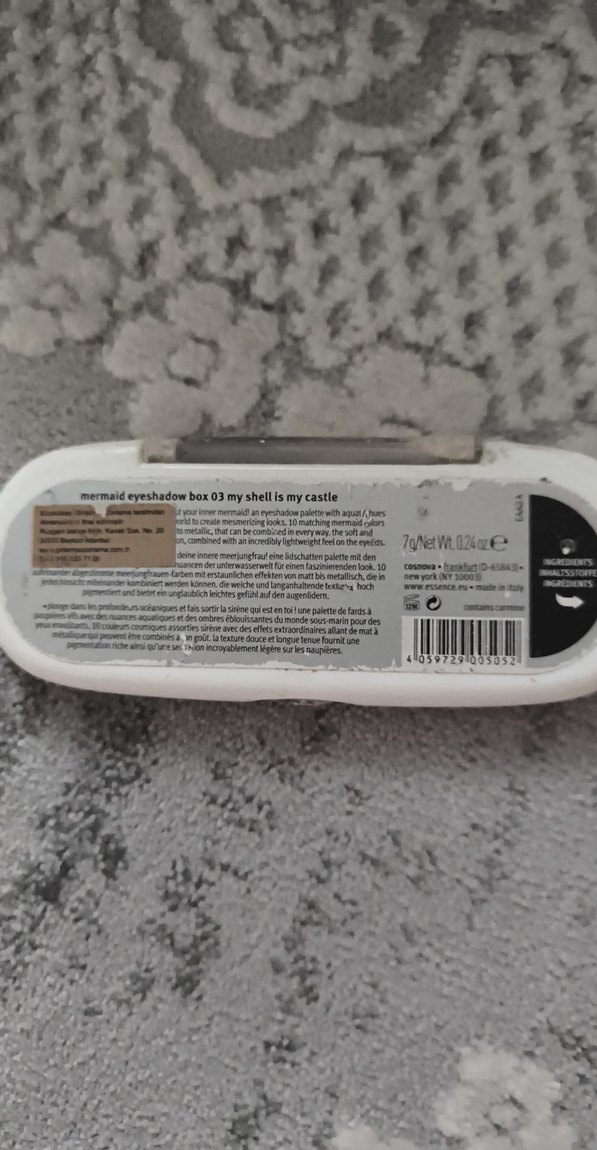 mermaid eyeshadow box 03 my shell is my castle
t your inner mermaid! an eyeshadow palette with aquatic hues
world to create mesmerizing looks. 10 matching mermaid colors
to metallic, that can be combined in every way. the soft and
on, combined with an incredibly lightweight feel on the eyelids.
deine innere meerjungfrau! eine lidschatten palette mit den
nuancen der unterwasserwelt für einen faszinierenden look. 10
aufeinander abgestimmte meerjungfrauen-farben mit erstaunlichen effekten von matt bis metallisch, die in
jeder hinsicht miteinander kombiniert werden können. die weiche und langanhaltende textur hoch
pigmentiert und bietet ein unglaublich leichtes gefühl auf den augenlidern.
• plonge dans les profondeurs océaniques et fais sortir la sirène qui est en toi ! une palette de fards à
paupières vifs avec des nuances aquatiques et des ombres éblouissantes du monde sous-marin pour des
yeux envoûtants. 10 couleurs cosmiques assorties sirène avec des effets extraordinaires allant de mat à
métallique qui peuvent être combinés à on goût. la texture douce et longue tenue fournit une
pigmentation riche ainsi qu'une sensation incroyablement légère sur les paupières.
Kavak Sok. No. 20
7g/Net Wt. 0.24 oz e
cosnova • frankfurt (D-65843) •
new york (NY 10003)
www.essence.eu • made in italy
12M
contains carmine
4 059729 005052
INGREDIENTS
INHALTSSTOFFE
INGRÉDIENTS